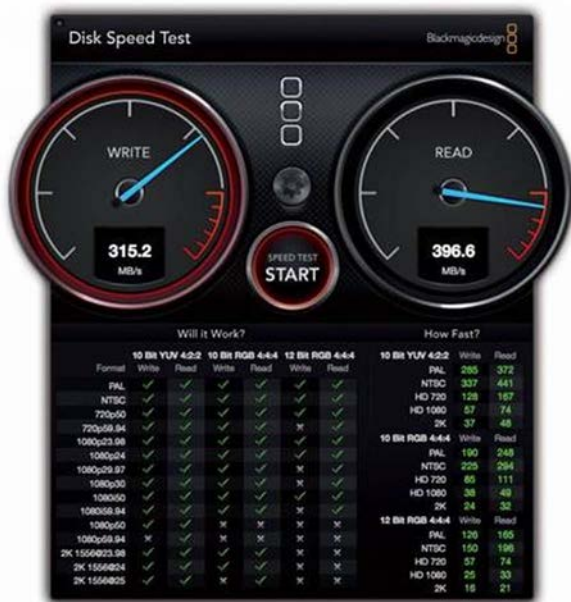 Disk Speed Test
Blackmagicdesign
WRITE
315.2
MB/s
READ
396.6
MB/s
SPEED TEST
START
Will it Work?
10 Bit YUV 4:2:2 10 Bit RGB 4:4:4 12 Bit RGB 4:4:4
Format Write Read Write Read Write Read
PAL ✓ ✓ ✓ ✓ ✓ ✓
NTSC ✓ ✓ ✓ ✓ ✓ ✓
720p50
720p59.94
1080p23.98
1080p24
1080p29.97
1080p30
1080i50
1080i59.94
1080p50
1080p59.94
2K 1556@23.98
2K 1556@24
2K 1556@25
How Fast?
10 Bit YUV 4:2:2 Write Read
PAL 285 372
NTSC 337 441
HD 720 128 167
HD 1080 57 74
2K 37 48
10 Bit RGB 4:4:4 Write Read
PAL 190 248
NTSC 225 294
HD 720 85 111
HD 1080 38 49
2K 24 32
12 Bit RGB 4:4:4 Write Read
PAL 126 165
NTSC 150 196
HD 720 57 74
HD 1080 25 33
2K 16 21